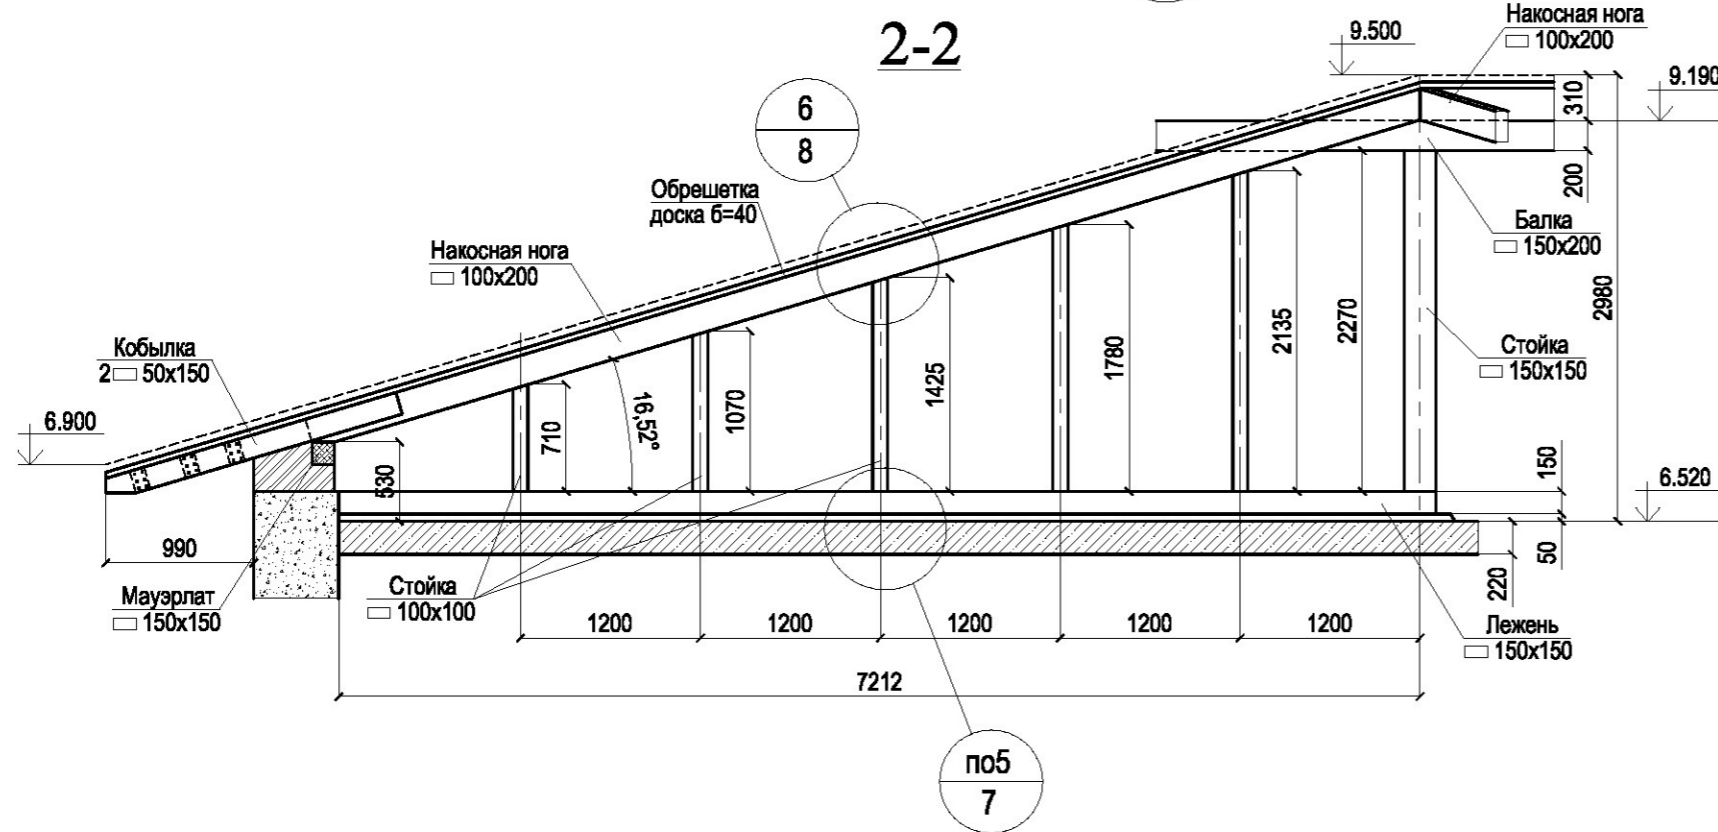 2-2
Накосная нога
100х200
9.500
9.190
310
6
8
Обрешетка
доска б=40
200
Балка
150х200
Накосная нога
100х200
2980
Кобылка
2 50х150
Стойка
150х150
6.900
710
16,52°
1070
1425
1780
2135
2270
530
150
6.520
990
50
220
Мауэрлат
150х150
Стойка
100х100
1200
1200
1200
1200
1200
Лежень
150х150
7212
по5
7